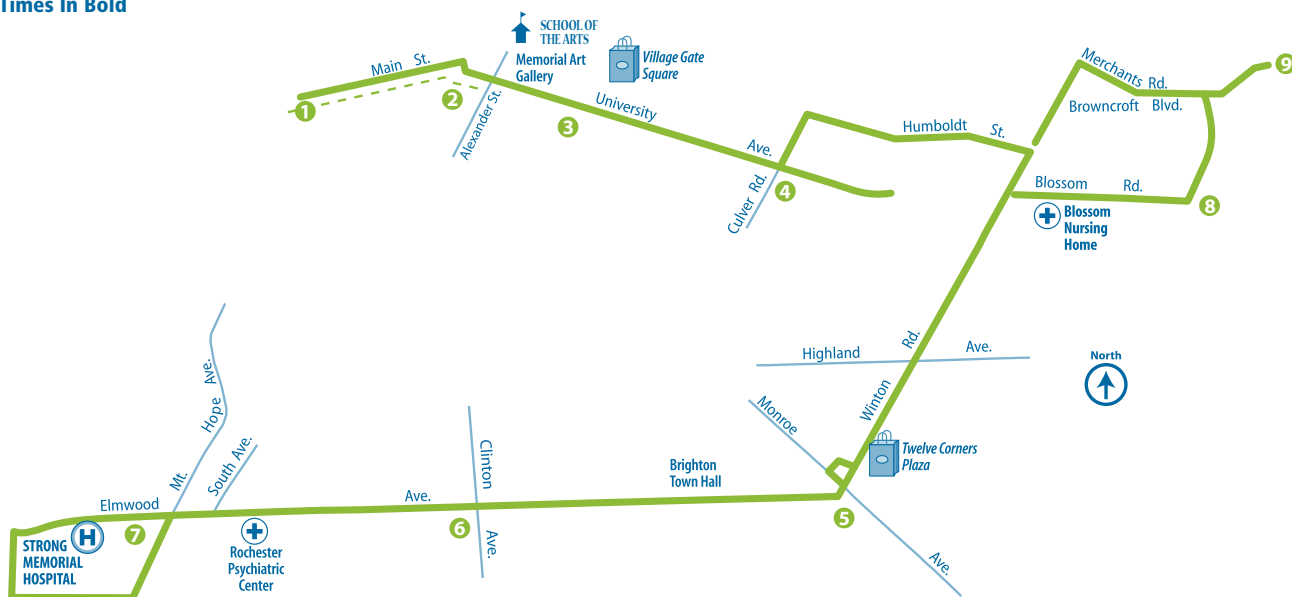 Times In Bold
SCHOOL OF
THE ARTS
Memorial Art
Gallery
Village Gate
Square
Main St.
1
2
Alexander St.
3
University
Ave.
Culver Rd.
4
Humboldt St.
Merchants Rd.
9
Browncroft Blvd.
Blossom Rd.
8
Blossom
Nursing
Home
Highland Ave.
North
Winton Rd.
Monroe
Ave.
Twelve Corners
Plaza
Brighton
Town Hall
5
Mt. Hope Ave.
South Ave.
Clinton
Ave.
Elmwood
Ave.
6
7
H
STRONG
MEMORIAL
HOSPITAL
Rochester
Psychiatric
Center